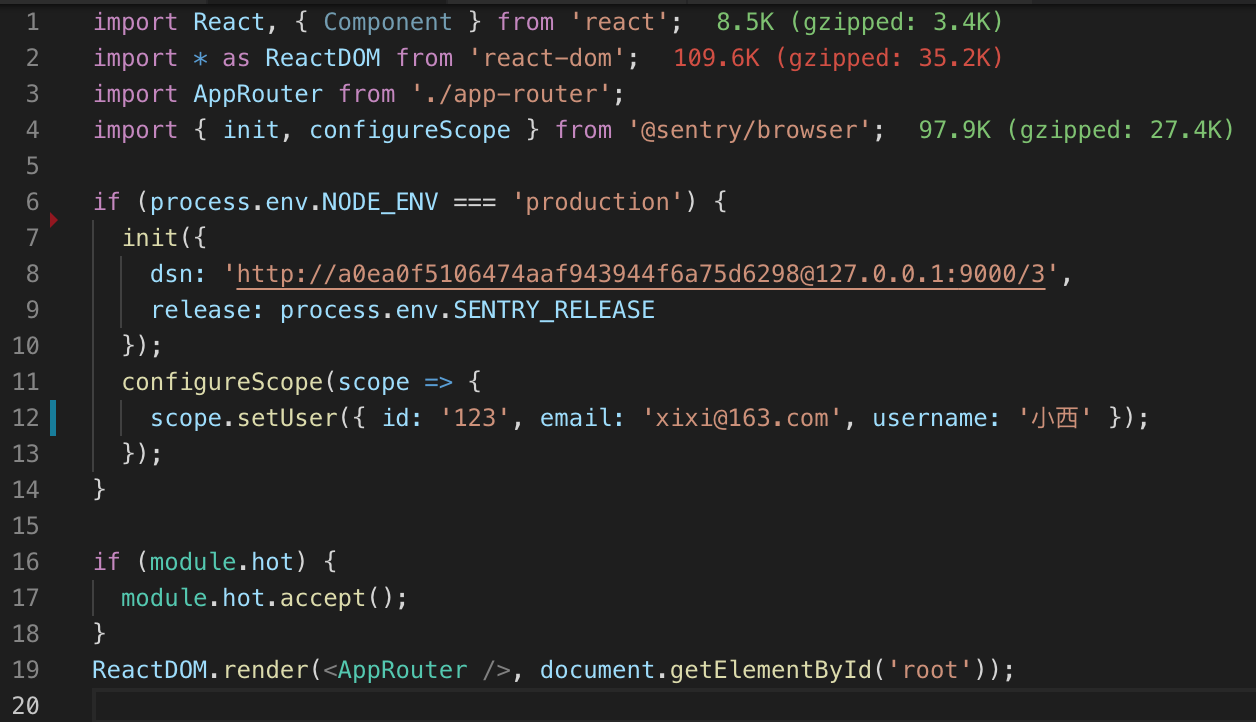 1 import React, { Component } from 'react'; 8.5K (gzipped: 3.4K)
2 import * as ReactDOM from 'react-dom'; 109.6K (gzipped: 35.2K)
3 import AppRouter from './app-router';
4 import { init, configureScope } from '@sentry/browser'; 97.9K (gzipped: 27.4K)
5
6 if (process.env.NODE_ENV === 'production') {
7   init({
8     dsn: 'http://a0ea0f5106474aaf943944f6a75d6298@127.0.0.1:9000/3',
9     release: process.env.SENTRY_RELEASE
10   });
11   configureScope(scope => {
12     scope.setUser({ id: '123', email: 'xixi@163.com', username: '小西' });
13   });
14 }
15
16 if (module.hot) {
17   module.hot.accept();
18 }
19 ReactDOM.render(<AppRouter />, document.getElementById('root'));
20